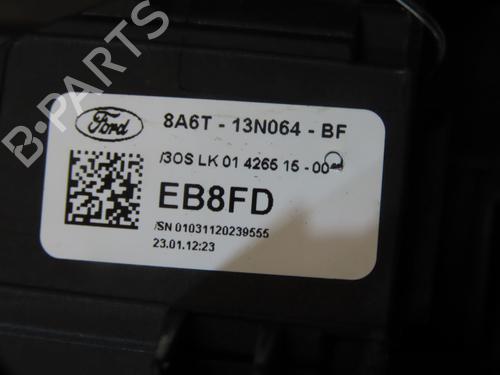 B-PARTS
Ford
8A6T - 13N064 - BF
/3OS LK 01 4265 15 - 00
EB8FD
/SN 01031120239555
23.01.12:23